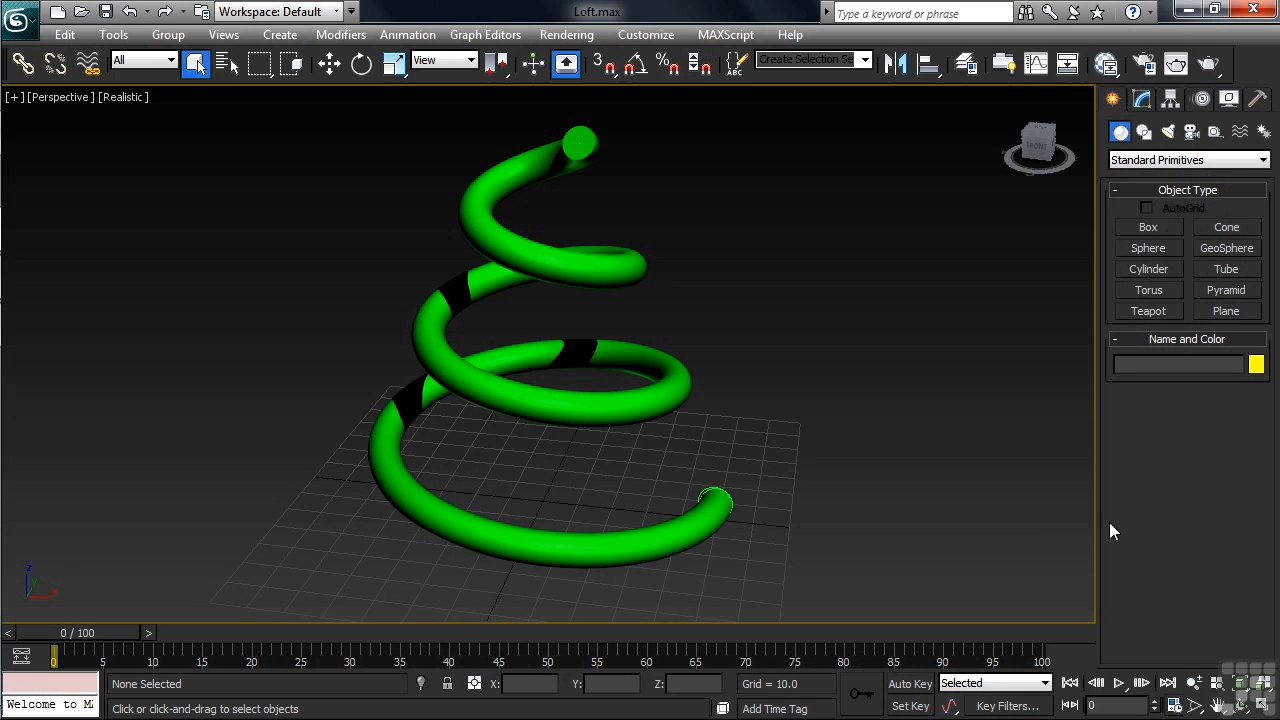 Workspace: Default
Loft.max
Type a keyword or phrase
Edit Tools Group Views Create Modifiers Animation Graph Editors Rendering Customize MAXScript Help
All
View
3
Create Selection Se
[+] [Perspective] [Realistic]
FRONT
Standard Primitives
- Object Type
AutoGrid
Box Cone
Sphere GeoSphere
Cylinder Tube
Torus Pyramid
Teapot Plane
- Name and Color
z
y
x
< 0 / 100 >
0 5 10 15 20 25 30 35 40 45 50 55 60 65 70 75 80 85 90 95 100
None Selected X: Y: Z: Grid = 10.0 Auto Key Selected
Welcome to M
Click or click-and-drag to select objects Add Time Tag Set Key Key Filters... 0